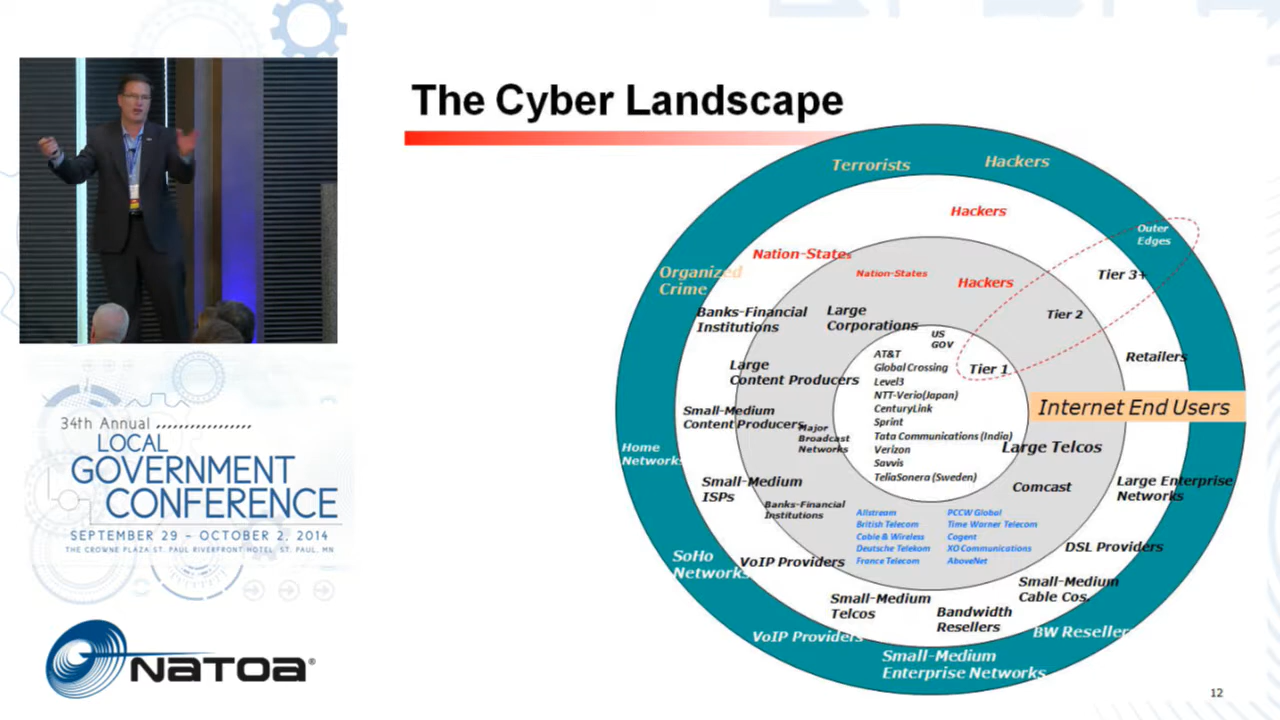 The Cyber Landscape
Terrorists
Hackers
Hackers
Outer
Edges
Nation-States
Nation-States
Hackers
Tier 3+
Organized
Crime
Banks-Financial
Institutions
Large
Corporations
Tier 2
US
GOV
AT&T
Global Crossing
Level3
NTT-Verio(Japan)
CenturyLink
Sprint
Tata Communications (India)
Verizon
Savvis
TeliaSonera (Sweden)
Tier 1
Retailers
Large
Content Producers
Internet End Users
Small-Medium
Content Producers
Major
Broadcast
Networks
Large Telcos
Home
Networks
Small-Medium
ISPs
Comcast
Large Enterprise
Networks
Banks-Financial
Institutions
Allstream
British Telecom
Cable & Wireless
Deutsche Telekom
France Telecom
PCCW Global
Time Warner Telecom
Cogent
XO Communications
AboveNet
DSL Providers
SoHo
Networks
VoIP Providers
Small-Medium
Cable Cos.
Small-Medium
Telcos
Bandwidth
Resellers
BW Reseller
VoIP Providers
Small-Medium
Enterprise Networks
12
34th Annual
LOCAL
GOVERNMENT
CONFERENCE
SEPTEMBER 29 - OCTOBER 2, 2014
THE CROWNE PLAZA ST. PAUL RIVERFRONT HOTEL, ST. PAUL, MN
NATOA®